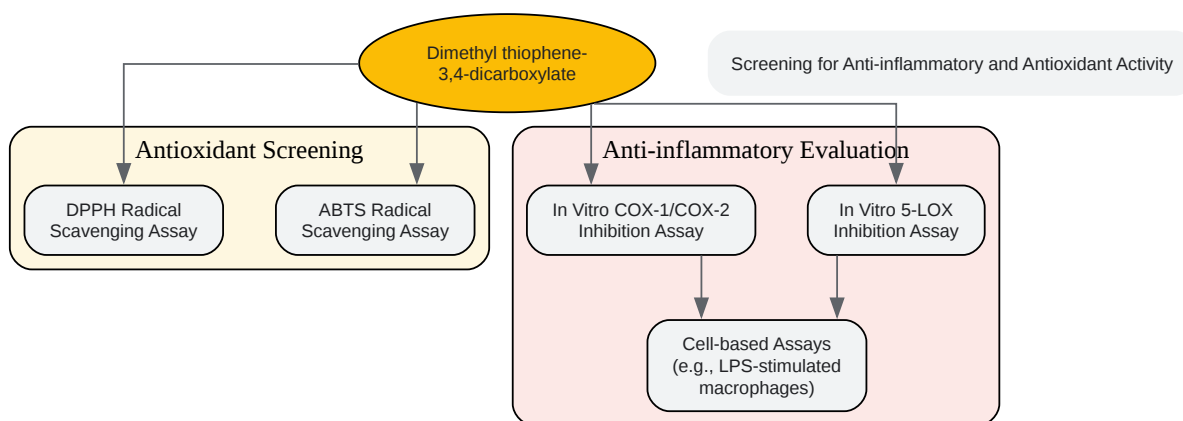 Dimethyl thiophene-
3,4-dicarboxylate
Screening for Anti-inflammatory and Antioxidant Activity
Antioxidant Screening
Anti-inflammatory Evaluation
DPPH Radical
Scavenging Assay
ABTS Radical
Scavenging Assay
In Vitro COX-1/COX-2
Inhibition Assay
In Vitro 5-LOX
Inhibition Assay
Cell-based Assays
(e.g., LPS-stimulated
macrophages)